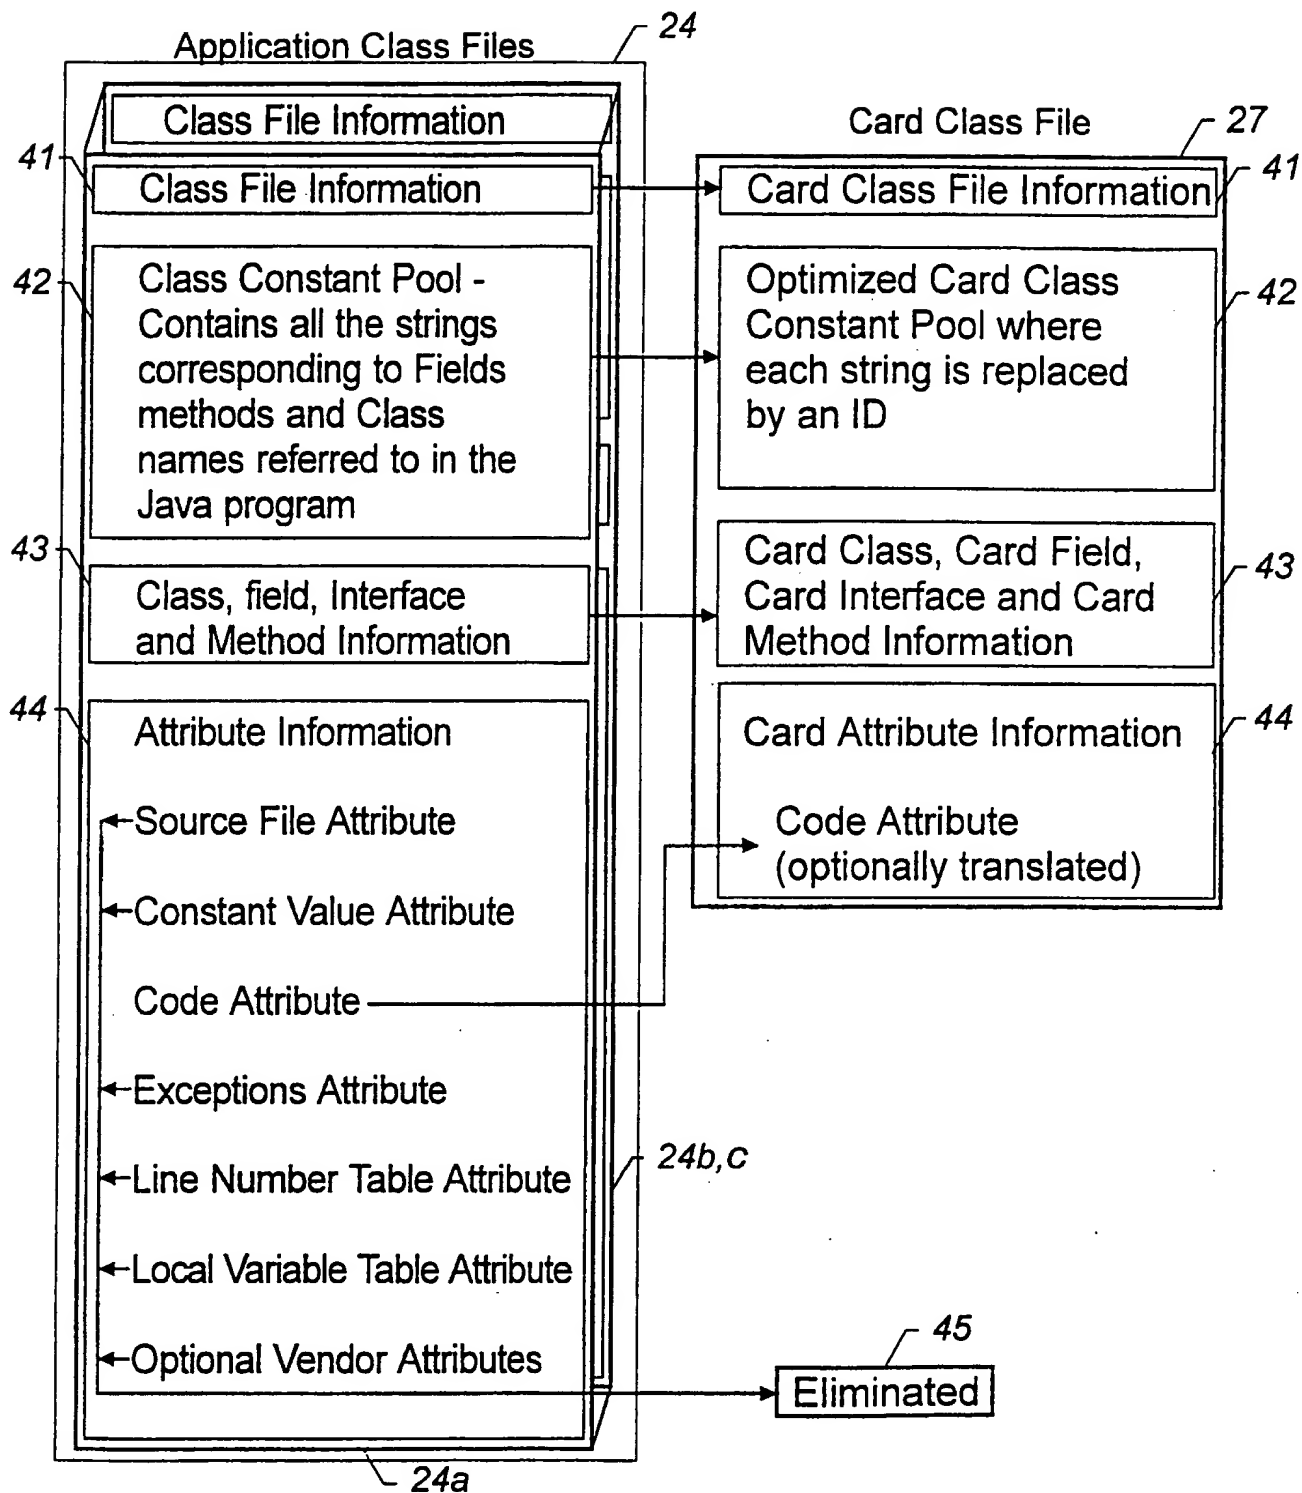 24
Application Class Files
Class File Information
Card Class File
27
41
Class File Information
Card Class File Information
41
42
Class Constant Pool -
Contains all the strings
corresponding to Fields
methods and Class
names referred to in the
Java program
Optimized Card Class
Constant Pool where
each string is replaced
by an ID
42
43
Class, field, Interface
and Method Information
Card Class, Card Field,
Card Interface and Card
Method Information
43
44
Attribute Information
Source File Attribute
Constant Value Attribute
Code Attribute
Exceptions Attribute
Line Number Table Attribute
Local Variable Table Attribute
Optional Vendor Attributes
Card Attribute Information
Code Attribute
(optionally translated)
44
24b,c
45
Eliminated
24a